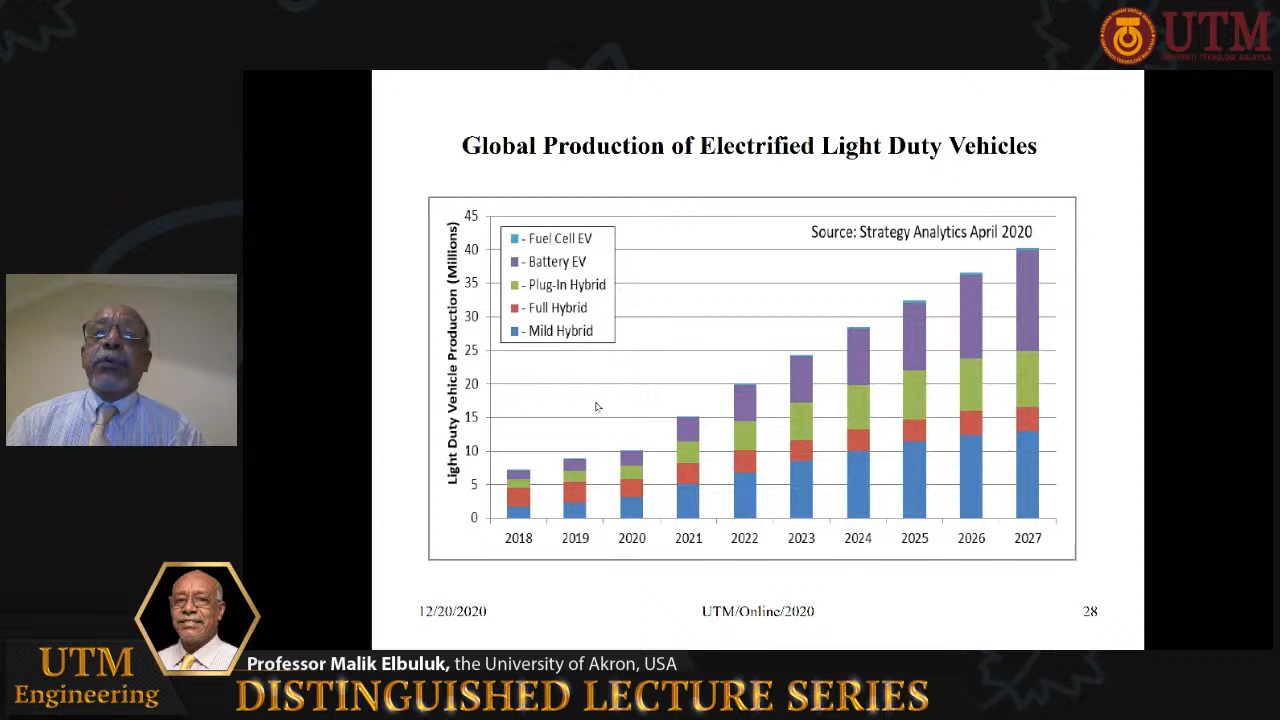 UTM
UNIVERSITI TEKNOLOGI MALAYSIA
Global Production of Electrified Light Duty Vehicles
Light Duty Vehicle Production (Millions)
45
40
35
30
25
20
15
10
5
0
- Fuel Cell EV
- Battery EV
- Plug-In Hybrid
- Full Hybrid
- Mild Hybrid
Source: Strategy Analytics April 2020
2018 2019 2020 2021 2022 2023 2024 2025 2026 2027
12/20/2020 UTM/Online/2020 28
UTM
Engineering
Professor Malik Elbuluk, the University of Akron, USA
DISTINGUISHED LECTURE SERIES